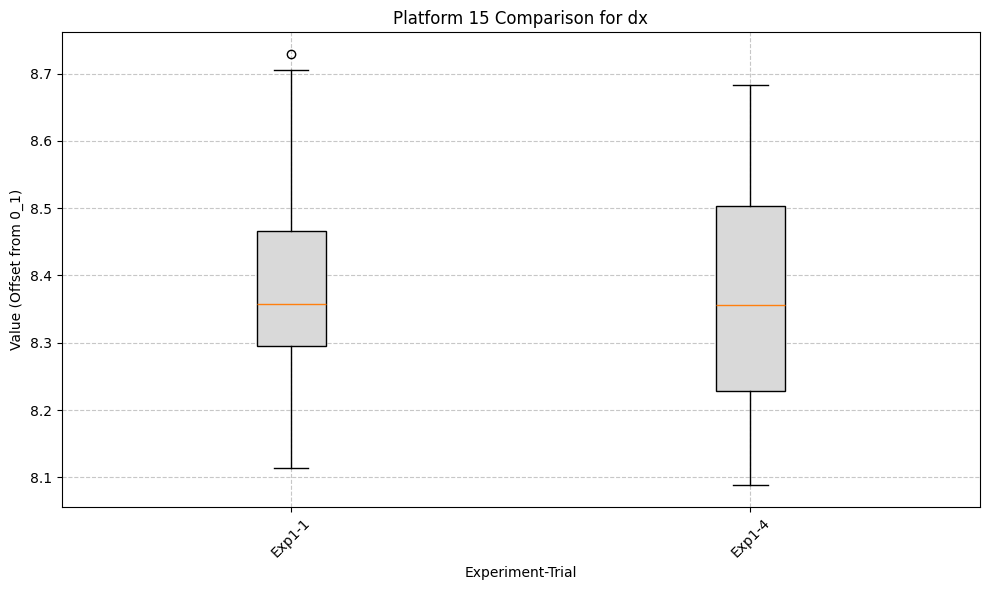 Platform 15 Comparison for dx
Value (Offset from 0_1)
8.7
8.6
8.5
8.4
8.3
8.2
8.1
Exp1-1
Exp1-4
Experiment-Trial